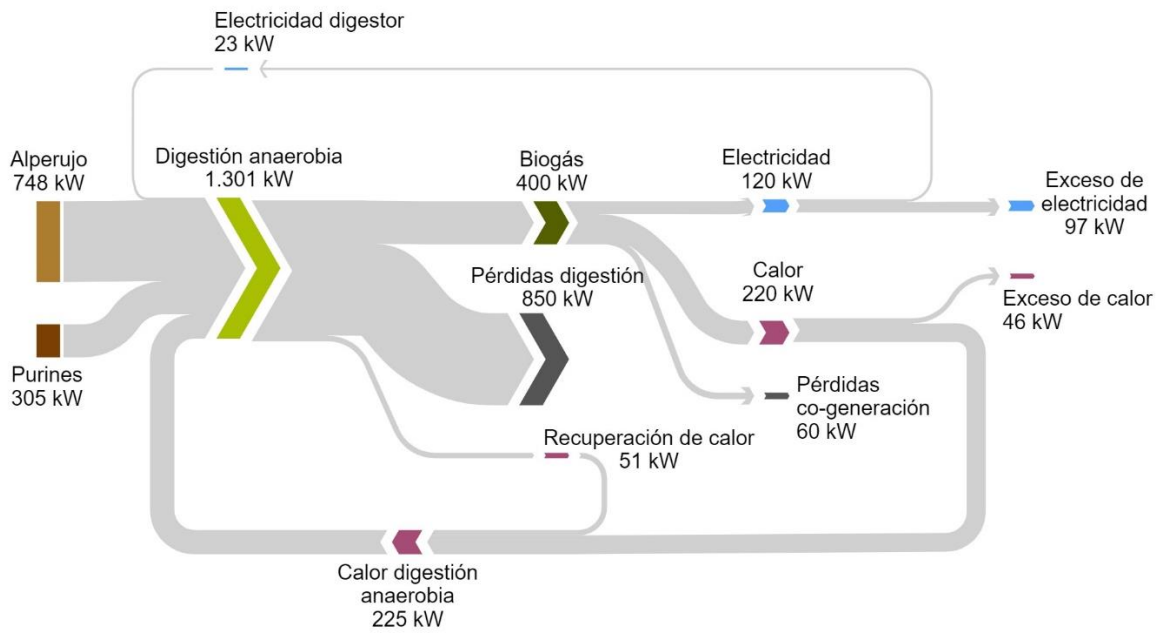 Electricidad digestor
23 kW
Alperujo
748 kW
Digestión anaerobia
1.301 kW
Biogás
400 kW
Electricidad
120 kW
Exceso de
electricidad
97 kW
Pérdidas digestión
850 kW
Calor
220 kW
Exceso de calor
46 kW
Purines
305 kW
Pérdidas
co-generación
60 kW
Recuperación de calor
51 kW
Calor digestión
anaerobia
225 kW